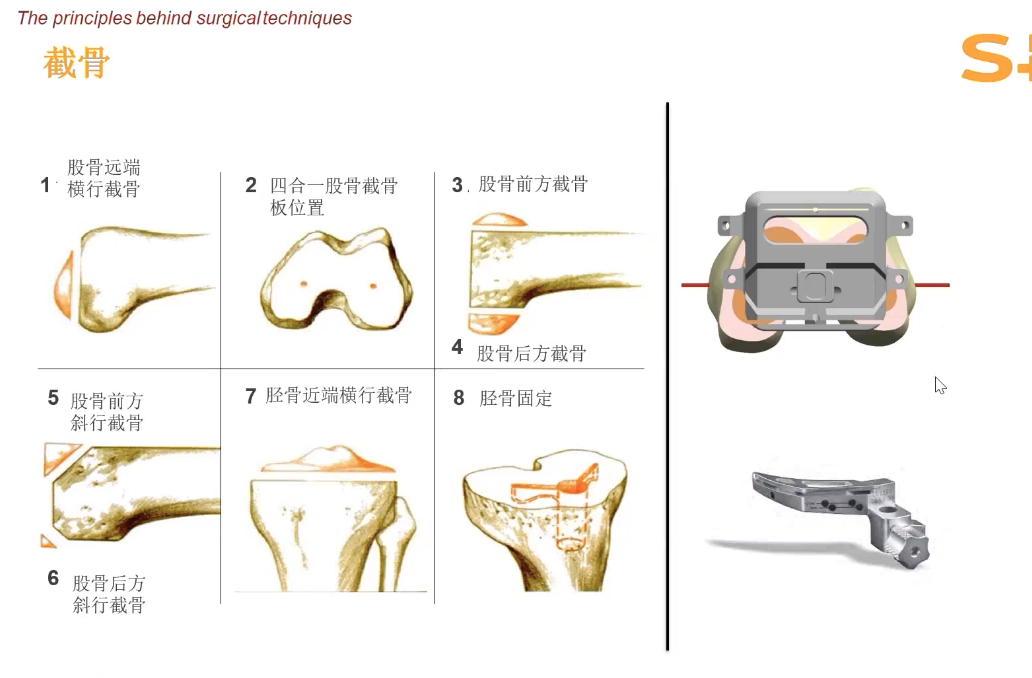 The principles behind surgical techniques
截骨
S+
1 股骨远端
横行截骨
2 四合一股骨截骨
板位置
3. 股骨前方截骨
4 股骨后方截骨
5 股骨前方
斜行截骨
6 股骨后方
斜行截骨
7 胫骨近端横行截骨
8 胫骨固定